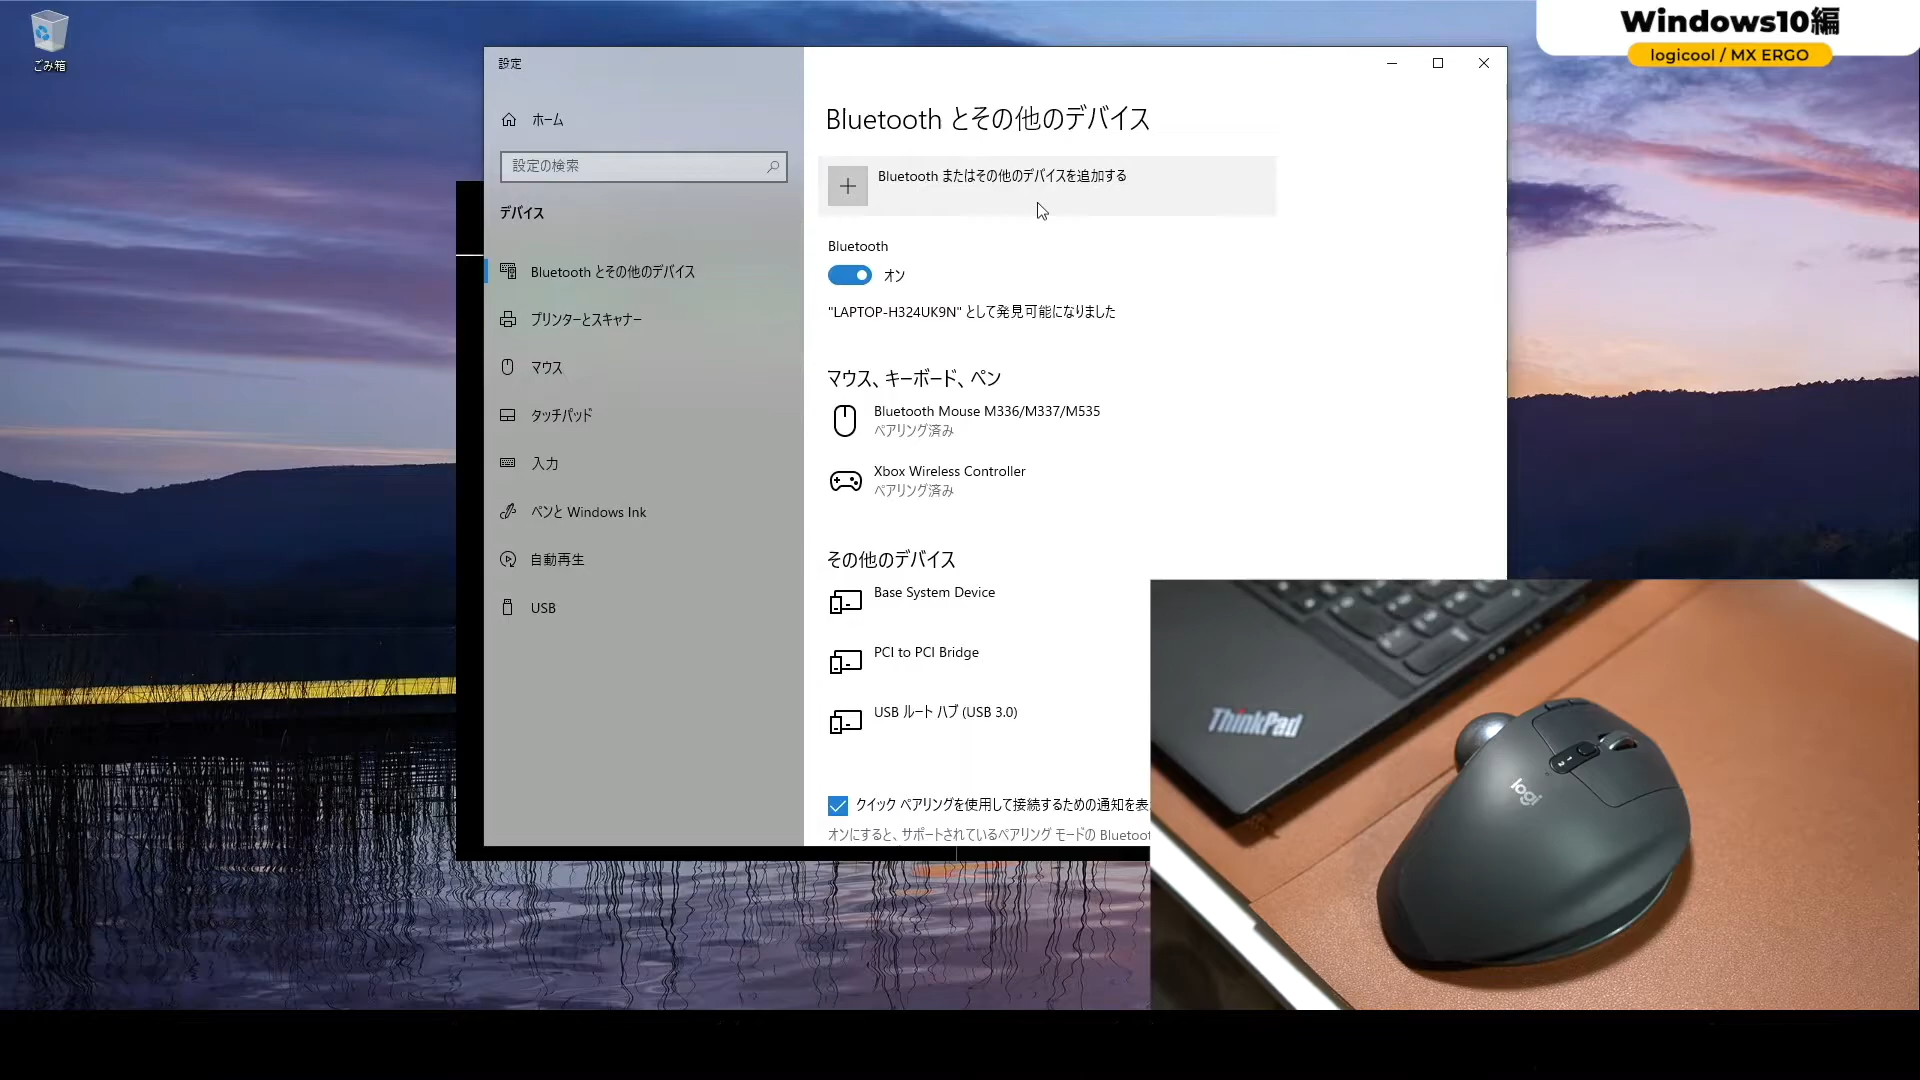 ごみ箱
Windows10編
logicool / MX ERGO
設定
ホーム
設定の検索
デバイス
Bluetooth とその他のデバイス
プリンターとスキャナー
マウス
タッチパッド
入力
ペンと Windows Ink
自動再生
USB
Bluetooth とその他のデバイス
Bluetooth またはその他のデバイスを追加する
Bluetooth
オン
"LAPTOP-H324UK9N" として発見可能になりました
マウス、キーボード、ペン
Bluetooth Mouse M336/M337/M535
ペアリング済み
Xbox Wireless Controller
ペアリング済み
その他のデバイス
Base System Device
PCI to PCI Bridge
USB ルート ハブ (USB 3.0)
クイック ペアリングを使用して接続するための通知を表
オンにすると、サポートされているペアリング モードの Bluetoot
ThinkPad
logi
1
2